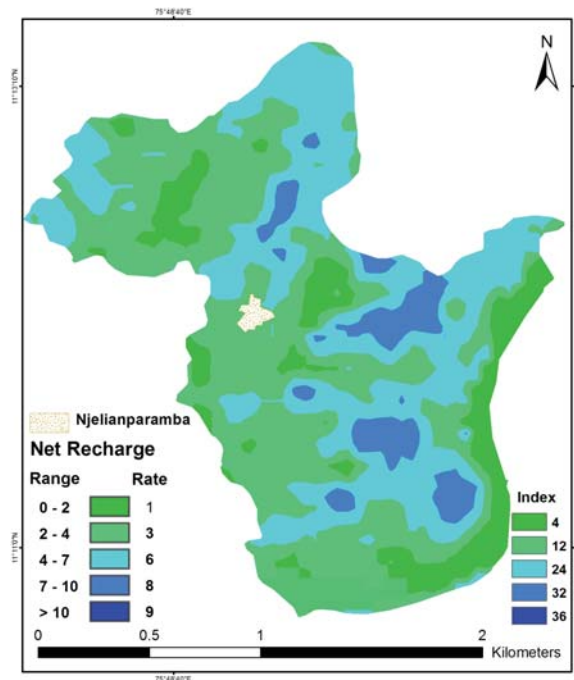 75°48'40"E
N
11°13'10"N
Njelianparamba
Net Recharge
Range Rate
0 - 2 1
2 - 4 3
4 - 7 6
7 - 10 8
> 10 9
Index
4
12
24
32
36
11°11'0"N
0 0.5 1 2
Kilometers
75°48'40"E